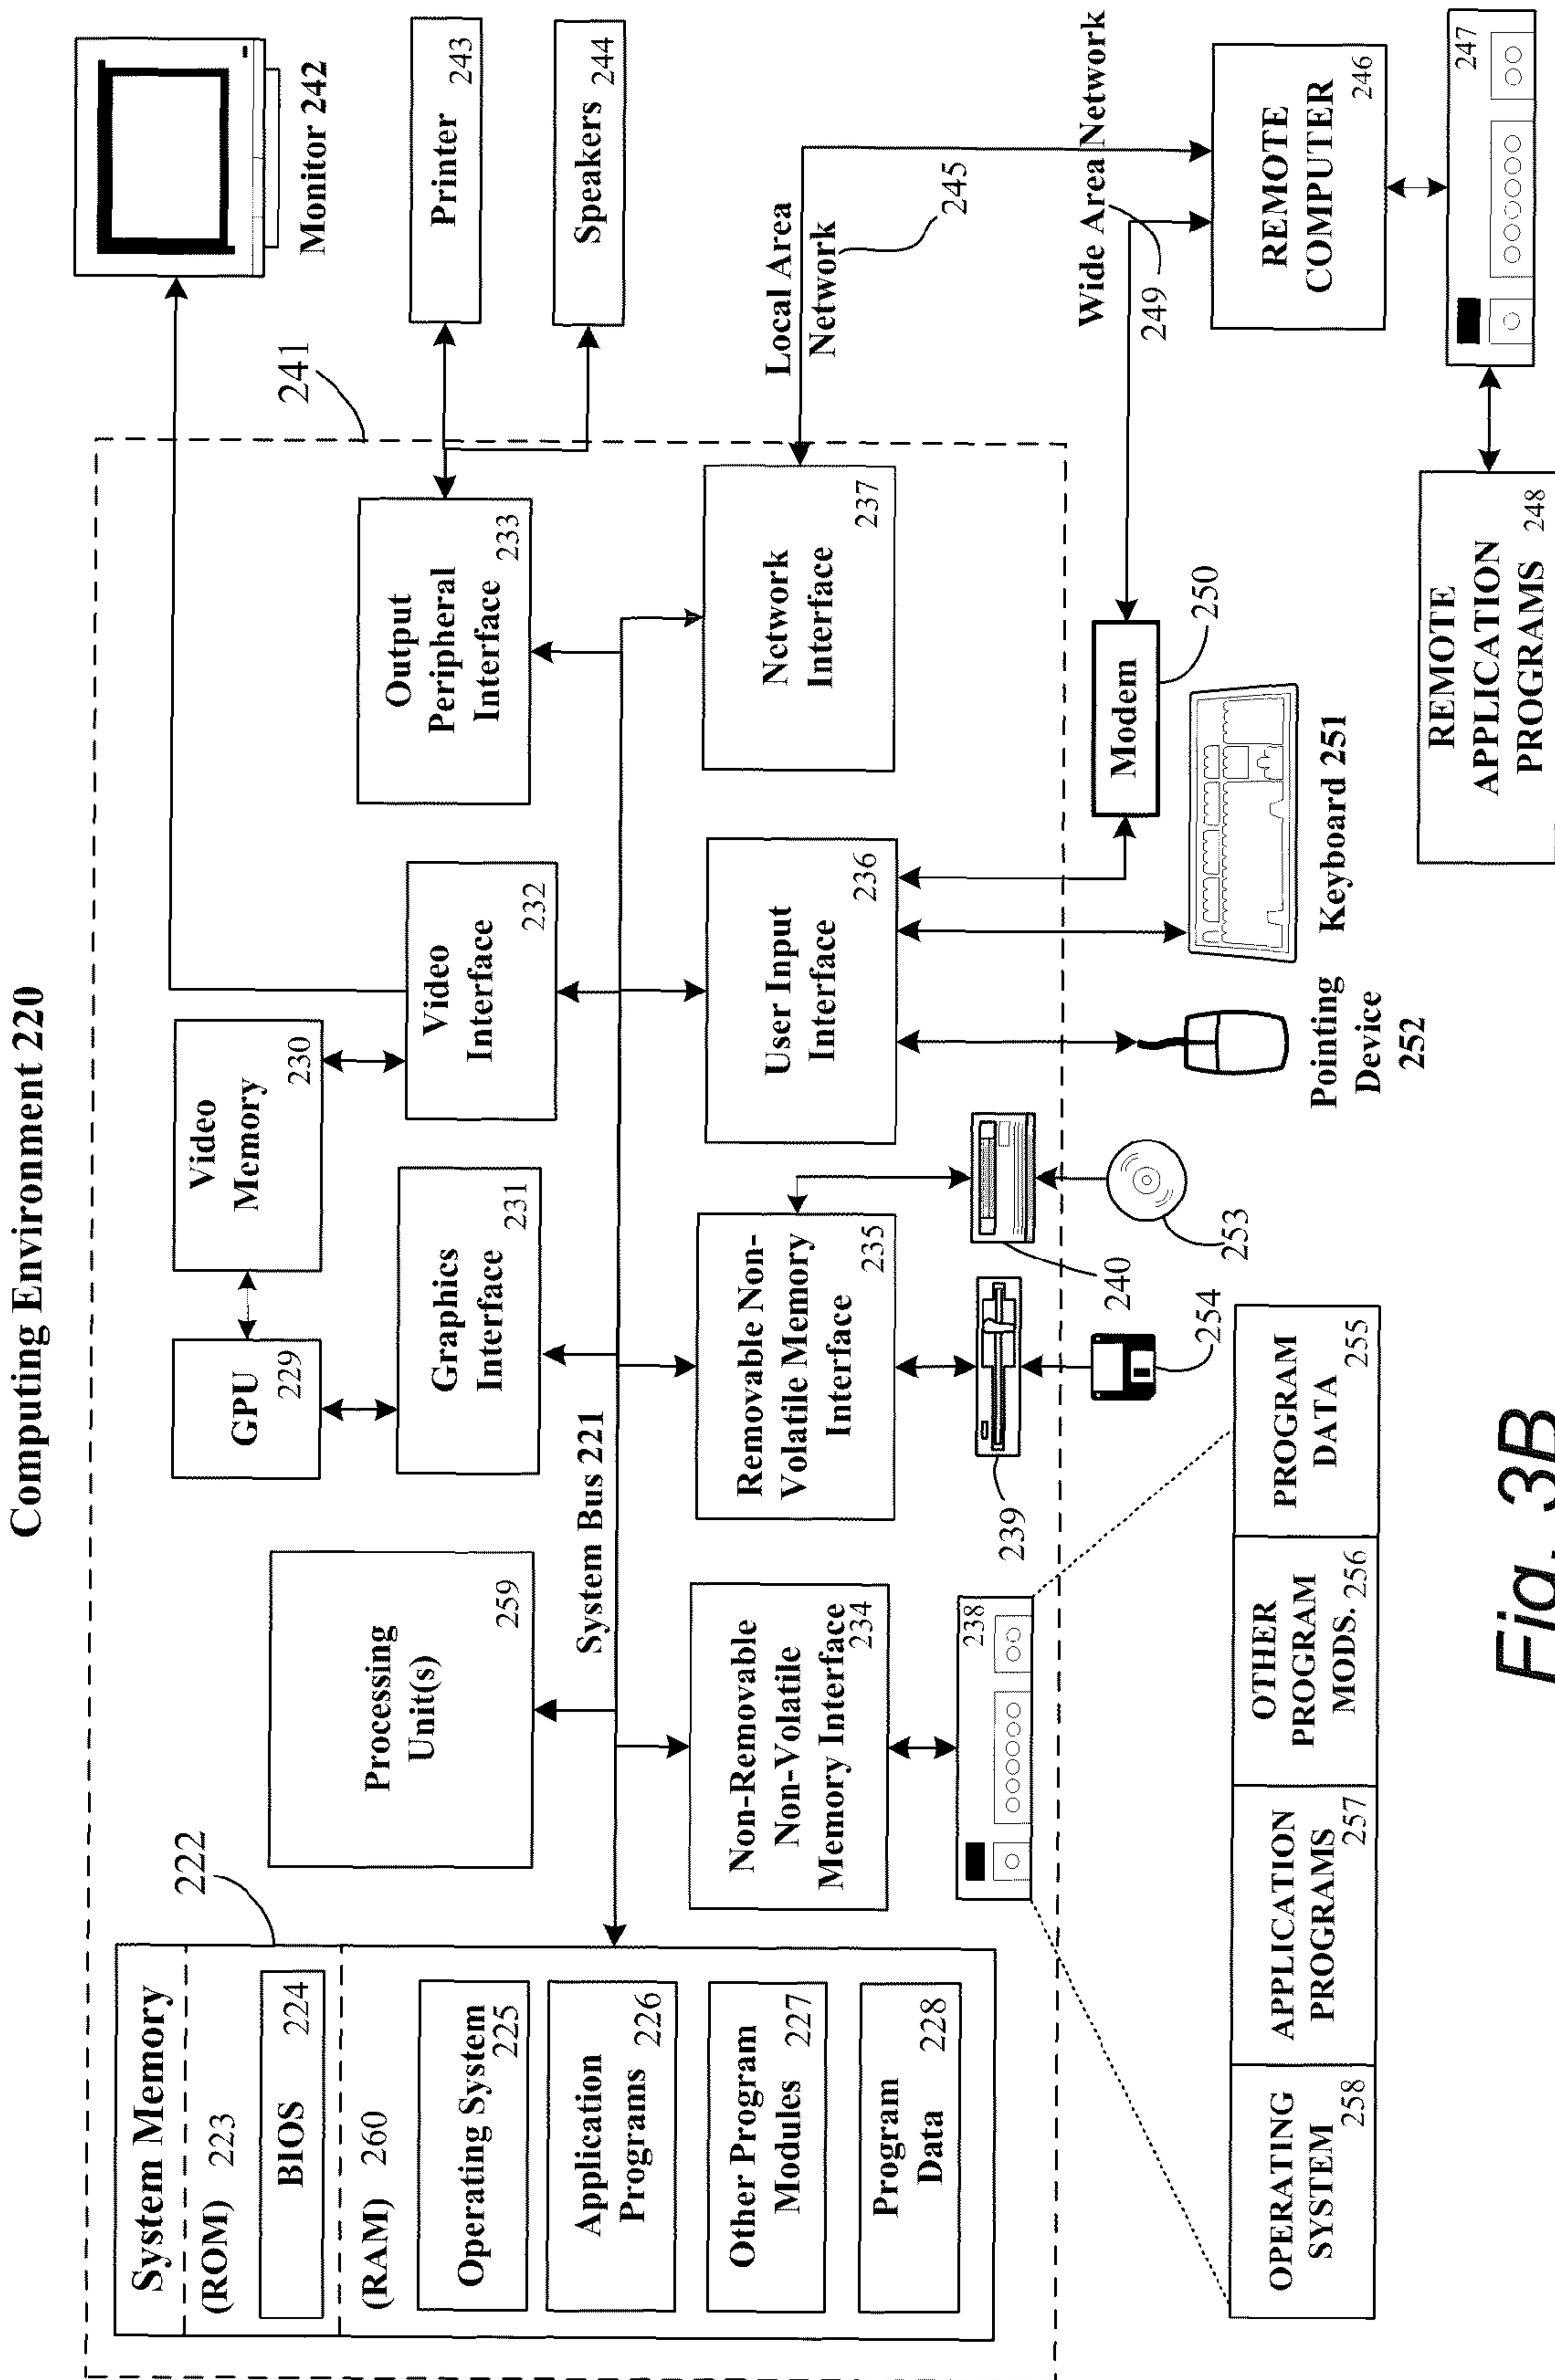 Computing Environment 220
System Memory
222
(ROM) 223
BIOS 224
(RAM) 260
Operating System
225
Application
Programs 226
Other Program
Modules 227
Program
Data 228
Processing
Unit(s)
259
System Bus 221
GPU
229
Video
Memory
230
Graphics
Interface
231
Video
Interface
232
Output
Peripheral
Interface
233
241
Monitor 242
Printer
243
Speakers
244
Non-Removable
Non-Volatile
Memory Interface
234
Removable Non-
Volatile Memory
Interface
235
User Input
Interface
236
Network
Interface
237
Local Area
Network
245
238
239
240
254
253
Pointing
Device
252
Keyboard 251
Modem
250
Wide Area Network
249
REMOTE
COMPUTER
246
247
REMOTE
APPLICATION
PROGRAMS
248
OPERATING
SYSTEM
258
APPLICATION
PROGRAMS
257
OTHER
PROGRAM
MODS.
256
PROGRAM
DATA
255
Fig. 3B